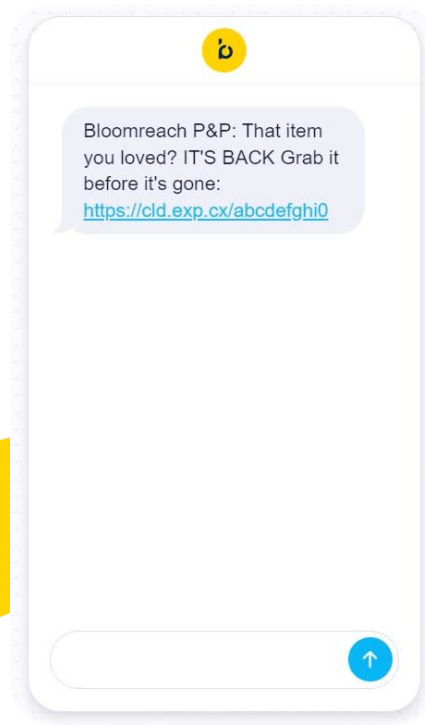 b
Bloomreach P&P: That item
you loved? IT'S BACK Grab it
before it's gone:
https://cld.exp.cx/abcdefghi0